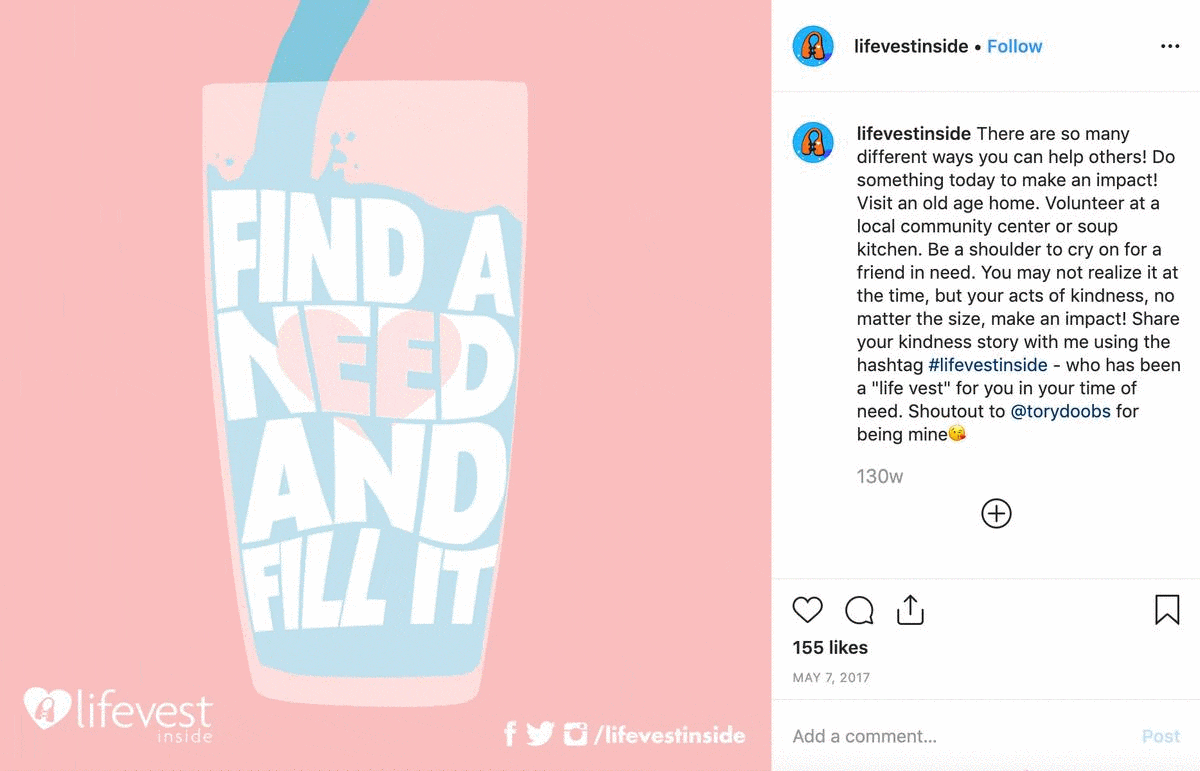 FIND A
NEED
AND
FILL IT
lifevest
inside
/lifevestinside
lifevestinside • Follow
lifevestinside There are so many
different ways you can help others! Do
something today to make an impact!
Visit an old age home. Volunteer at a
local community center or soup
kitchen. Be a shoulder to cry on for a
friend in need. You may not realize it at
the time, but your acts of kindness, no
matter the size, make an impact! Share
your kindness story with me using the
hashtag #lifevestinside - who has been
a "life vest" for you in your time of
need. Shoutout to @torydoobs for
being mine😘
130w
155 likes
MAY 7, 2017
Add a comment... Post